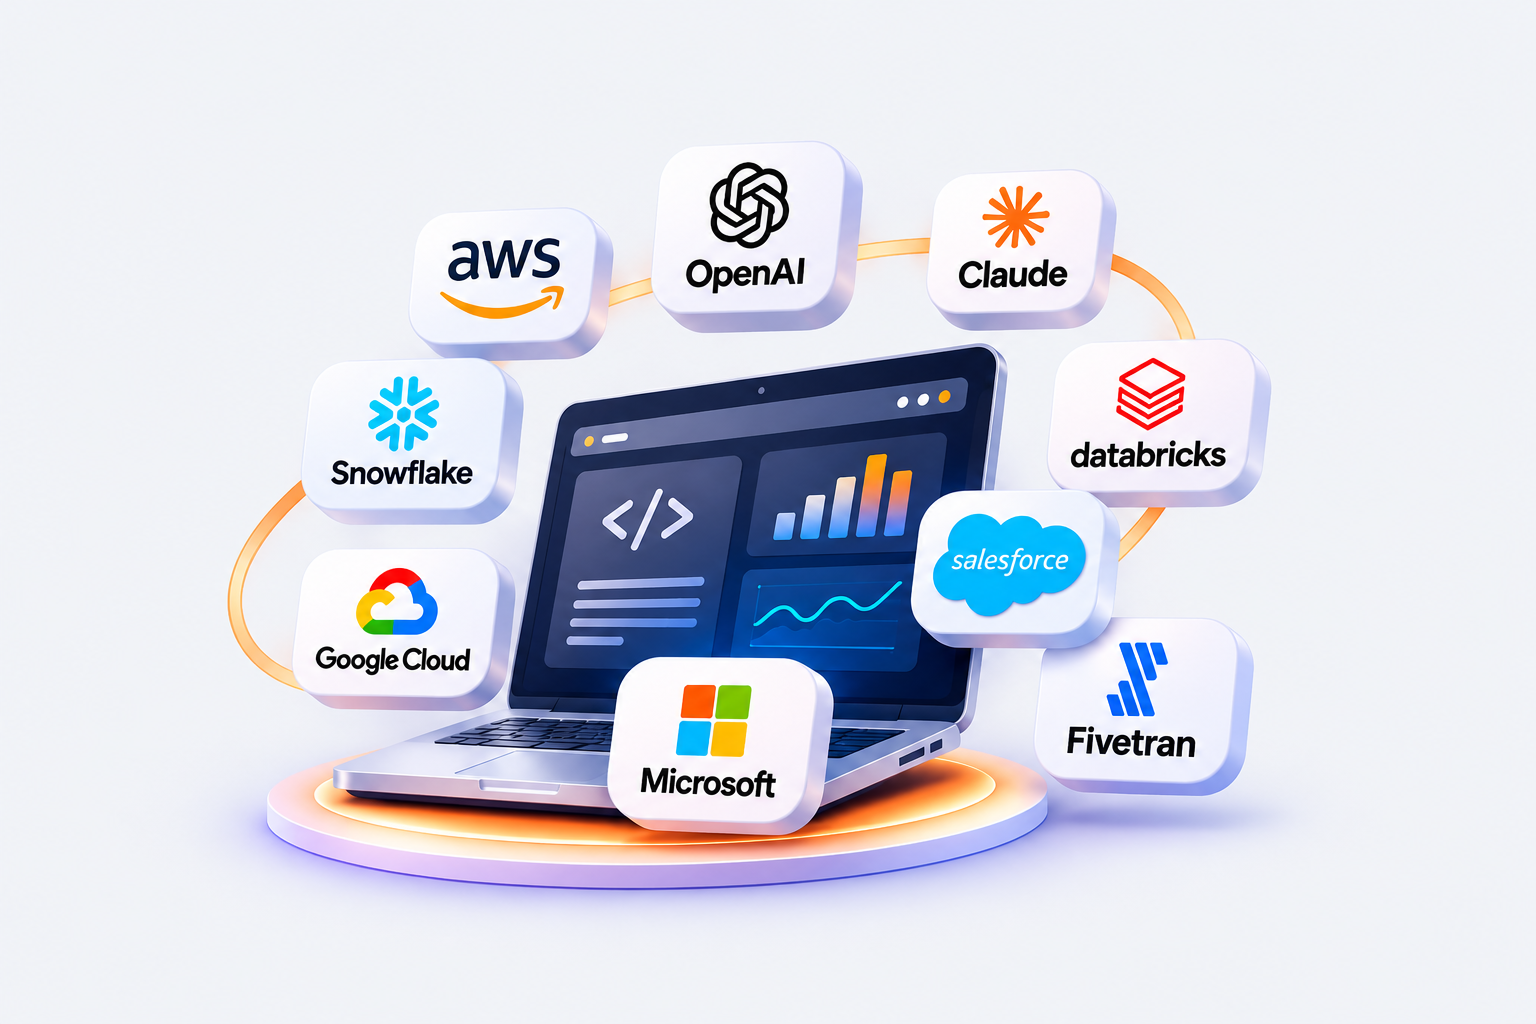 aws
OpenAI
Claude
Snowflake
databricks
</>
salesforce
Google Cloud
Fivetran
Microsoft